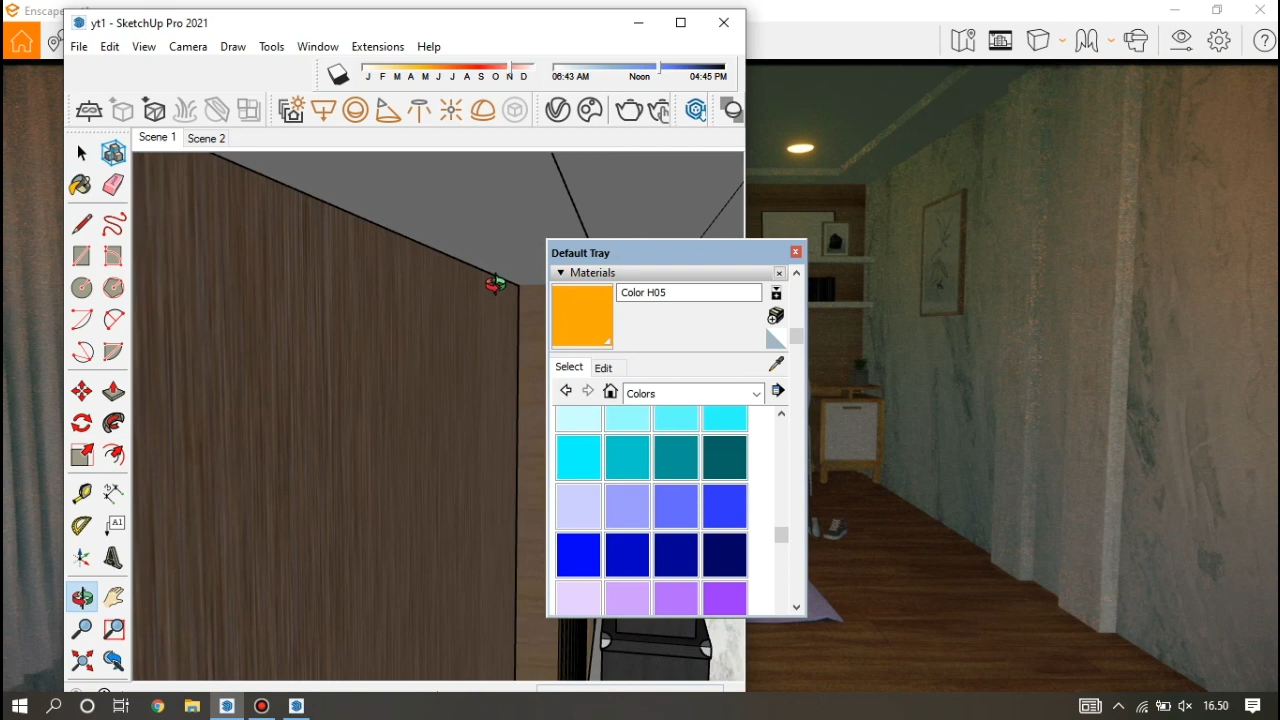 Enscape
yt1 - SketchUp Pro 2021
File Edit View Camera Draw Tools Window Extensions Help
J F M A M J J A S O N D 06:43 AM Noon 04:45 PM
Scene 1 Scene 2
Default Tray
Materials
Color H05
Select Edit
Colors
A1
16.50